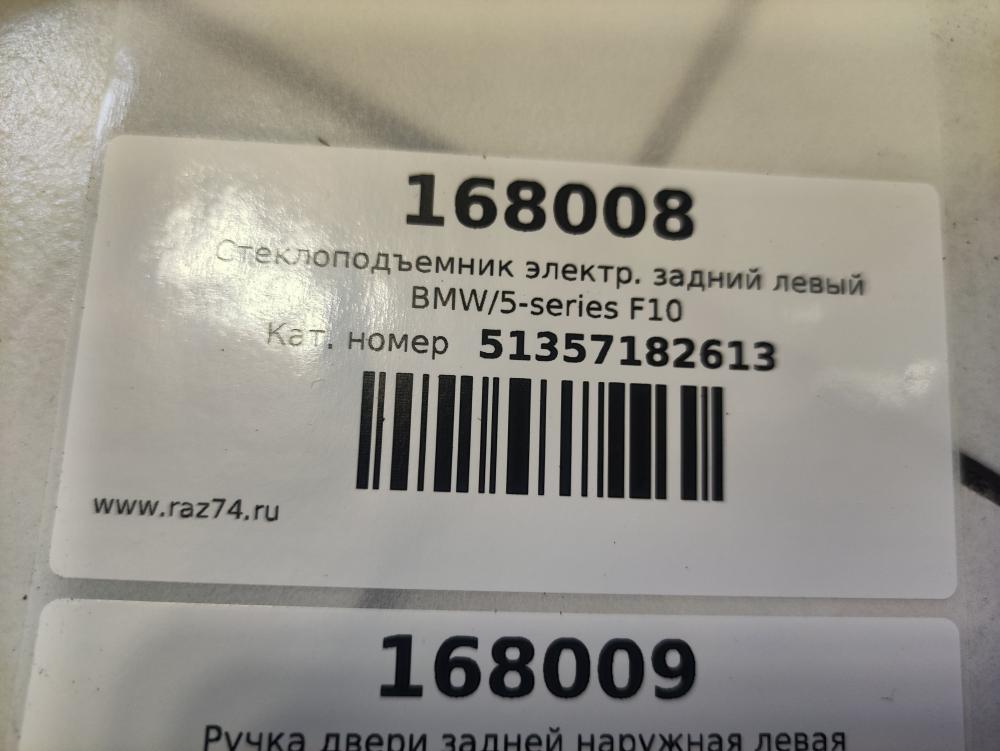 168008
Стеклоподъемник электр. задний левый
BMW/5-series F10
Кат. номер 51357182613
www.raz74.ru
168009
Ручка двери задней наружная левая